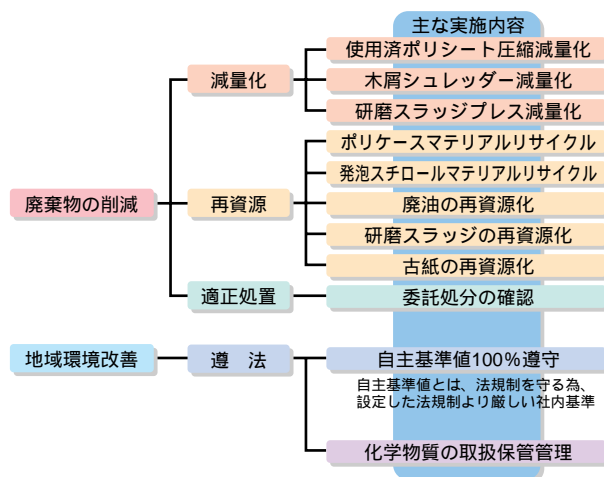 主な実施内容
使用済ポリシート圧縮減量化
減量化
木屑シュレッダー減量化
研磨スラッジプレス減量化
ポリケースマテリアルリサイクル
発泡スチロールマテリアルリサイクル
廃棄物の削減
再資源
廃油の再資源化
研磨スラッジの再資源化
古紙の再資源化
適正処置
委託処分の確認
地域環境改善
遵 法
自主基準値100%遵守
自主基準値とは、法規制を守る為、
設定した法規制より厳しい社内基準
化学物質の取扱保管管理